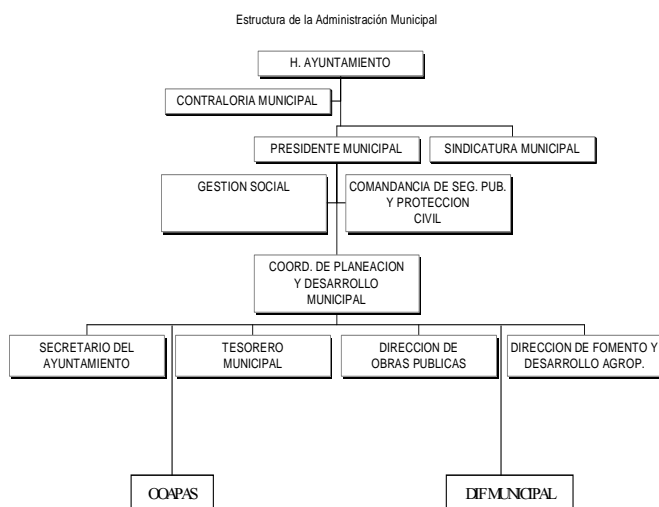 Estructura de la Administración Municipal
H. AYUNTAMIENTO
CONTRALORIA MUNICIPAL
PRESIDENTE MUNICIPAL
SINDICATURA MUNICIPAL
GESTION SOCIAL
COMANDANCIA DE SEG. PUB.
Y PROTECCION
CIVIL
COORD. DE PLANEACION
Y DESARROLLO
MUNICIPAL
SECRETARIO DEL
AYUNTAMIENTO
TESORERO
MUNICIPAL
DIRECCION DE
OBRAS PUBLICAS
DIRECCION DE FOMENTO Y
DESARROLLO AGROP.
COAPAS
DIF MUNICIPAL